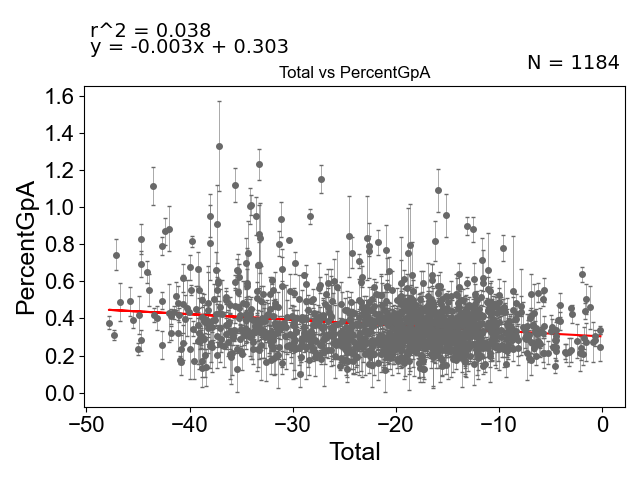 r^2 = 0.038
y = -0.003x + 0.303
N = 1184
Total vs PercentGpA
1.6
1.4
1.2
1.0
0.8
0.6
0.4
0.2
0.0
PercentGpA
−50 −40 −30 −20 −10 0
Total